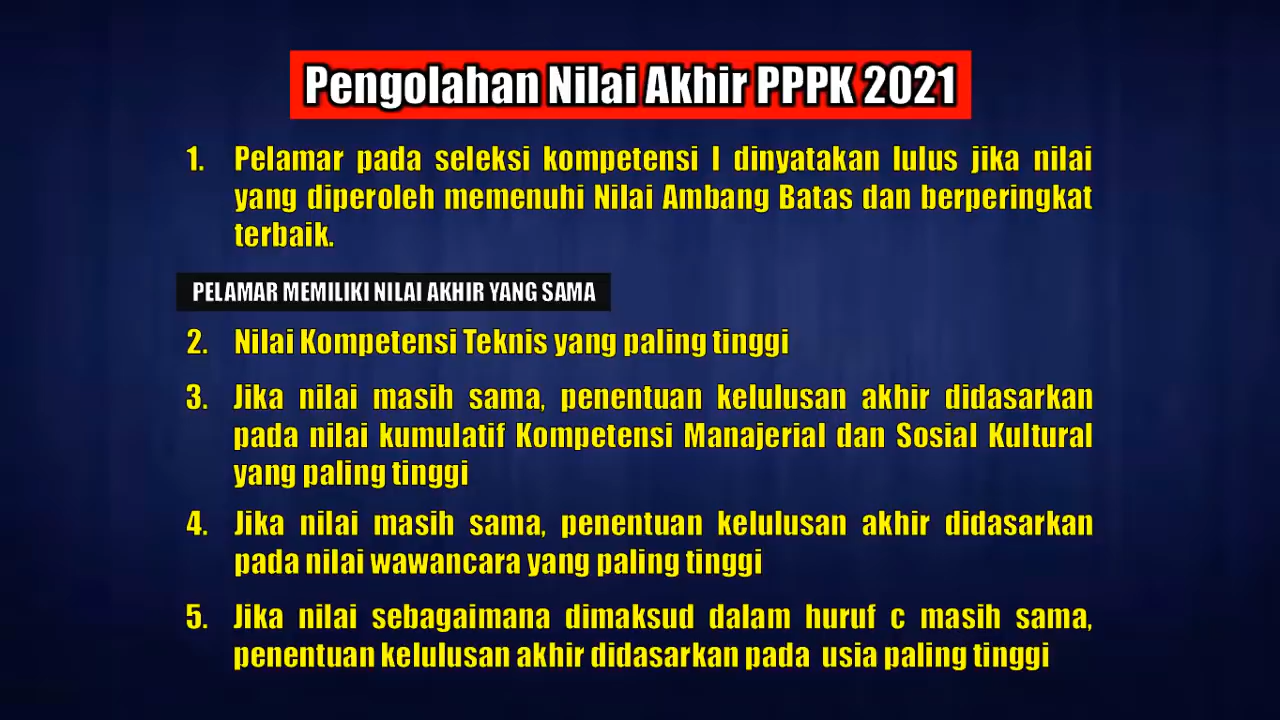 Pengolahan Nilai Akhir PPPK 2021
1. Pelamar pada seleksi kompetensi I dinyatakan lulus jika nilai
yang diperoleh memenuhi Nilai Ambang Batas dan berperingkat
terbaik.
PELAMAR MEMILIKI NILAI AKHIR YANG SAMA
2. Nilai Kompetensi Teknis yang paling tinggi
3. Jika nilai masih sama, penentuan kelulusan akhir didasarkan
pada nilai kumulatif Kompetensi Manajerial dan Sosial Kultural
yang paling tinggi
4. Jika nilai masih sama, penentuan kelulusan akhir didasarkan
pada nilai wawancara yang paling tinggi
5. Jika nilai sebagaimana dimaksud dalam huruf c masih sama,
penentuan kelulusan akhir didasarkan pada usia paling tinggi